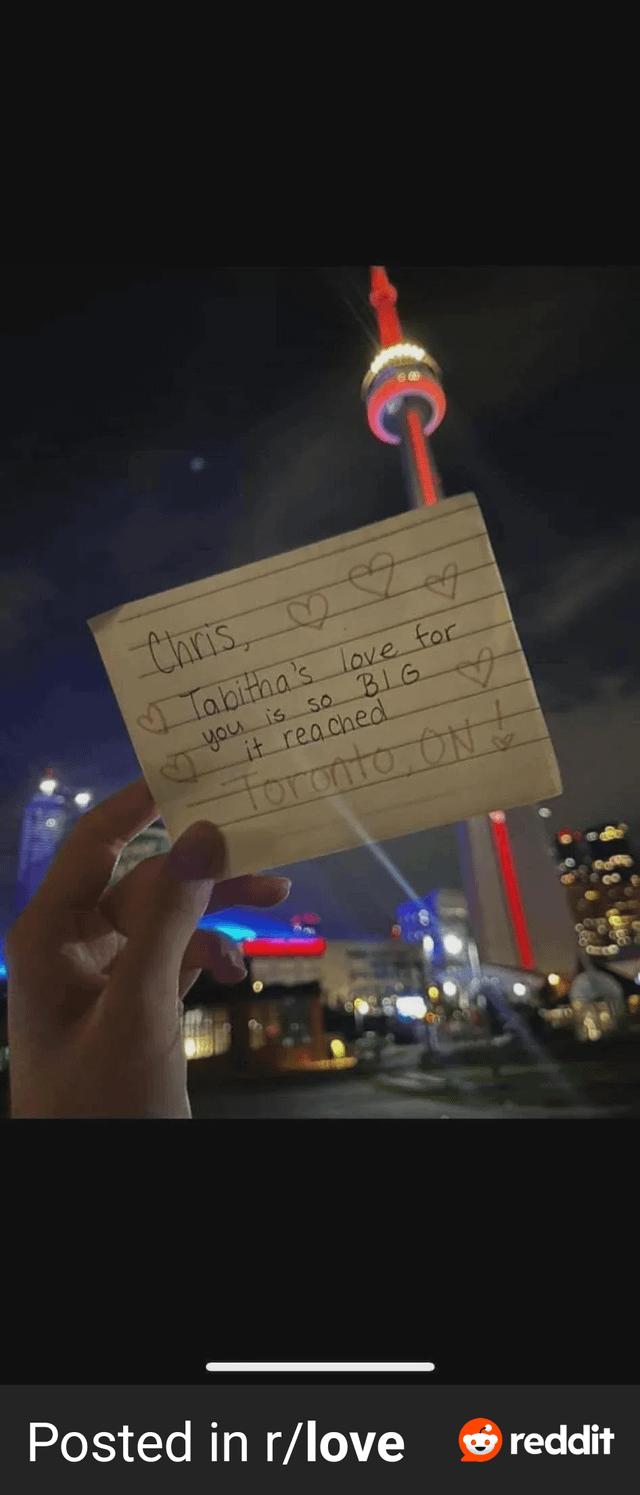 Chris,
Tabitha's love for
you is so BIG
it reached
Toronto, ON!
Posted in r/love
reddit